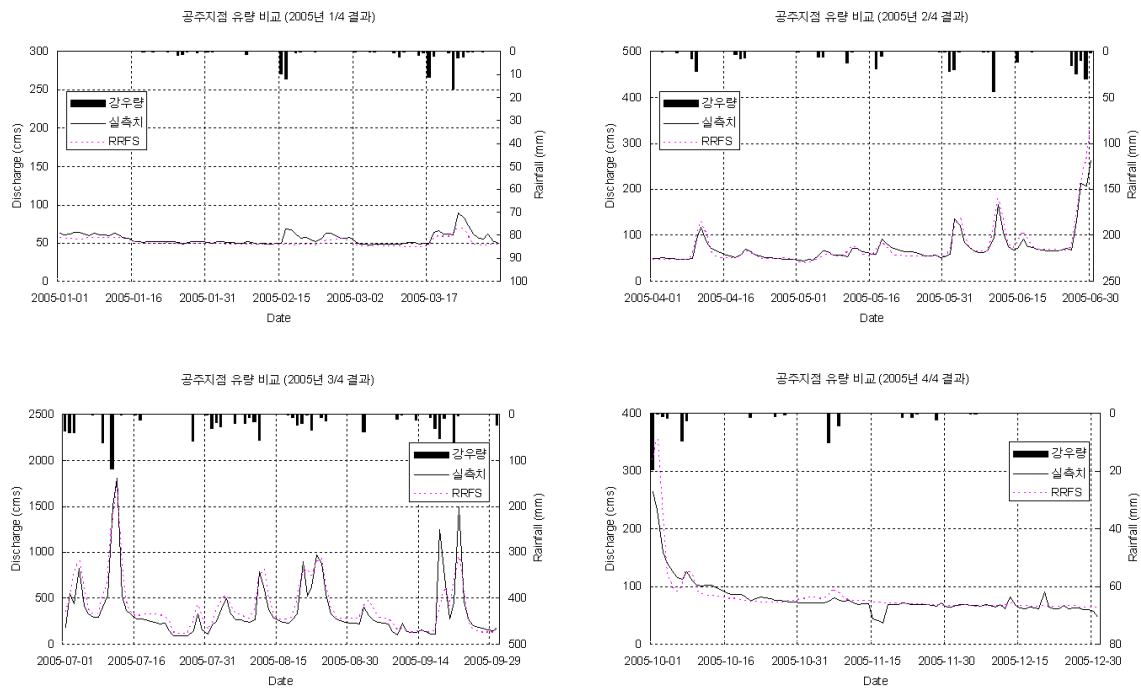 공주지점 유량 비교 (2005년 1/4 결과)
300
250
200
150
100
50
0
Discharge (cms)
0
10
20
30
40
50
60
70
80
90
100
Rainfall (mm)
강우량
실측치
RRFS
2005-01-01
2005-01-16
2005-01-31
2005-02-15
2005-03-02
2005-03-17
Date
공주지점 유량 비교 (2005년 2/4 결과)
500
400
300
200
100
0
Discharge (cms)
0
50
100
150
200
250
Rainfall (mm)
강우량
실측치
RRFS
2005-04-01
2005-04-16
2005-05-01
2005-05-16
2005-05-31
2005-06-15
2005-06-30
Date
공주지점 유량 비교 (2005년 3/4 결과)
2500
2000
1500
1000
500
0
Discharge (cms)
0
100
200
300
400
500
Rainfall (mm)
강우량
실측치
RRFS
2005-07-01
2005-07-16
2005-07-31
2005-08-15
2005-08-30
2005-09-14
2005-09-29
Date
공주지점 유량 비교 (2005년 4/4 결과)
400
300
200
100
0
Discharge (cms)
0
20
40
60
80
Rainfall (mm)
강우량
실측치
RRFS
2005-10-01
2005-10-16
2005-10-31
2005-11-15
2005-11-30
2005-12-15
2005-12-30
Date